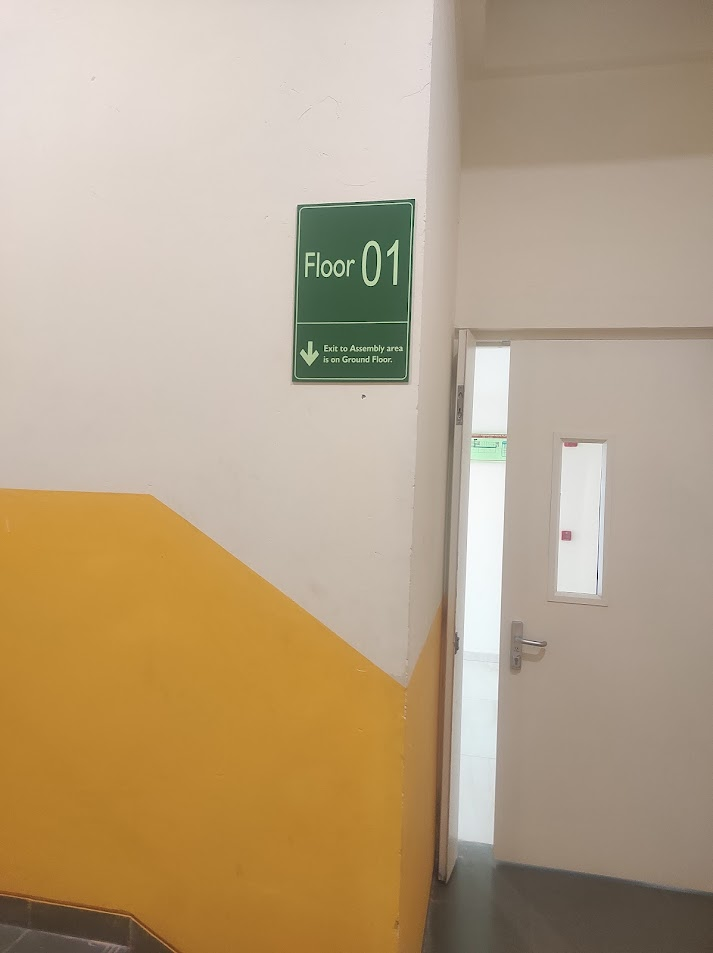 Floor 01
Exit to Assembly area
is on Ground Floor.